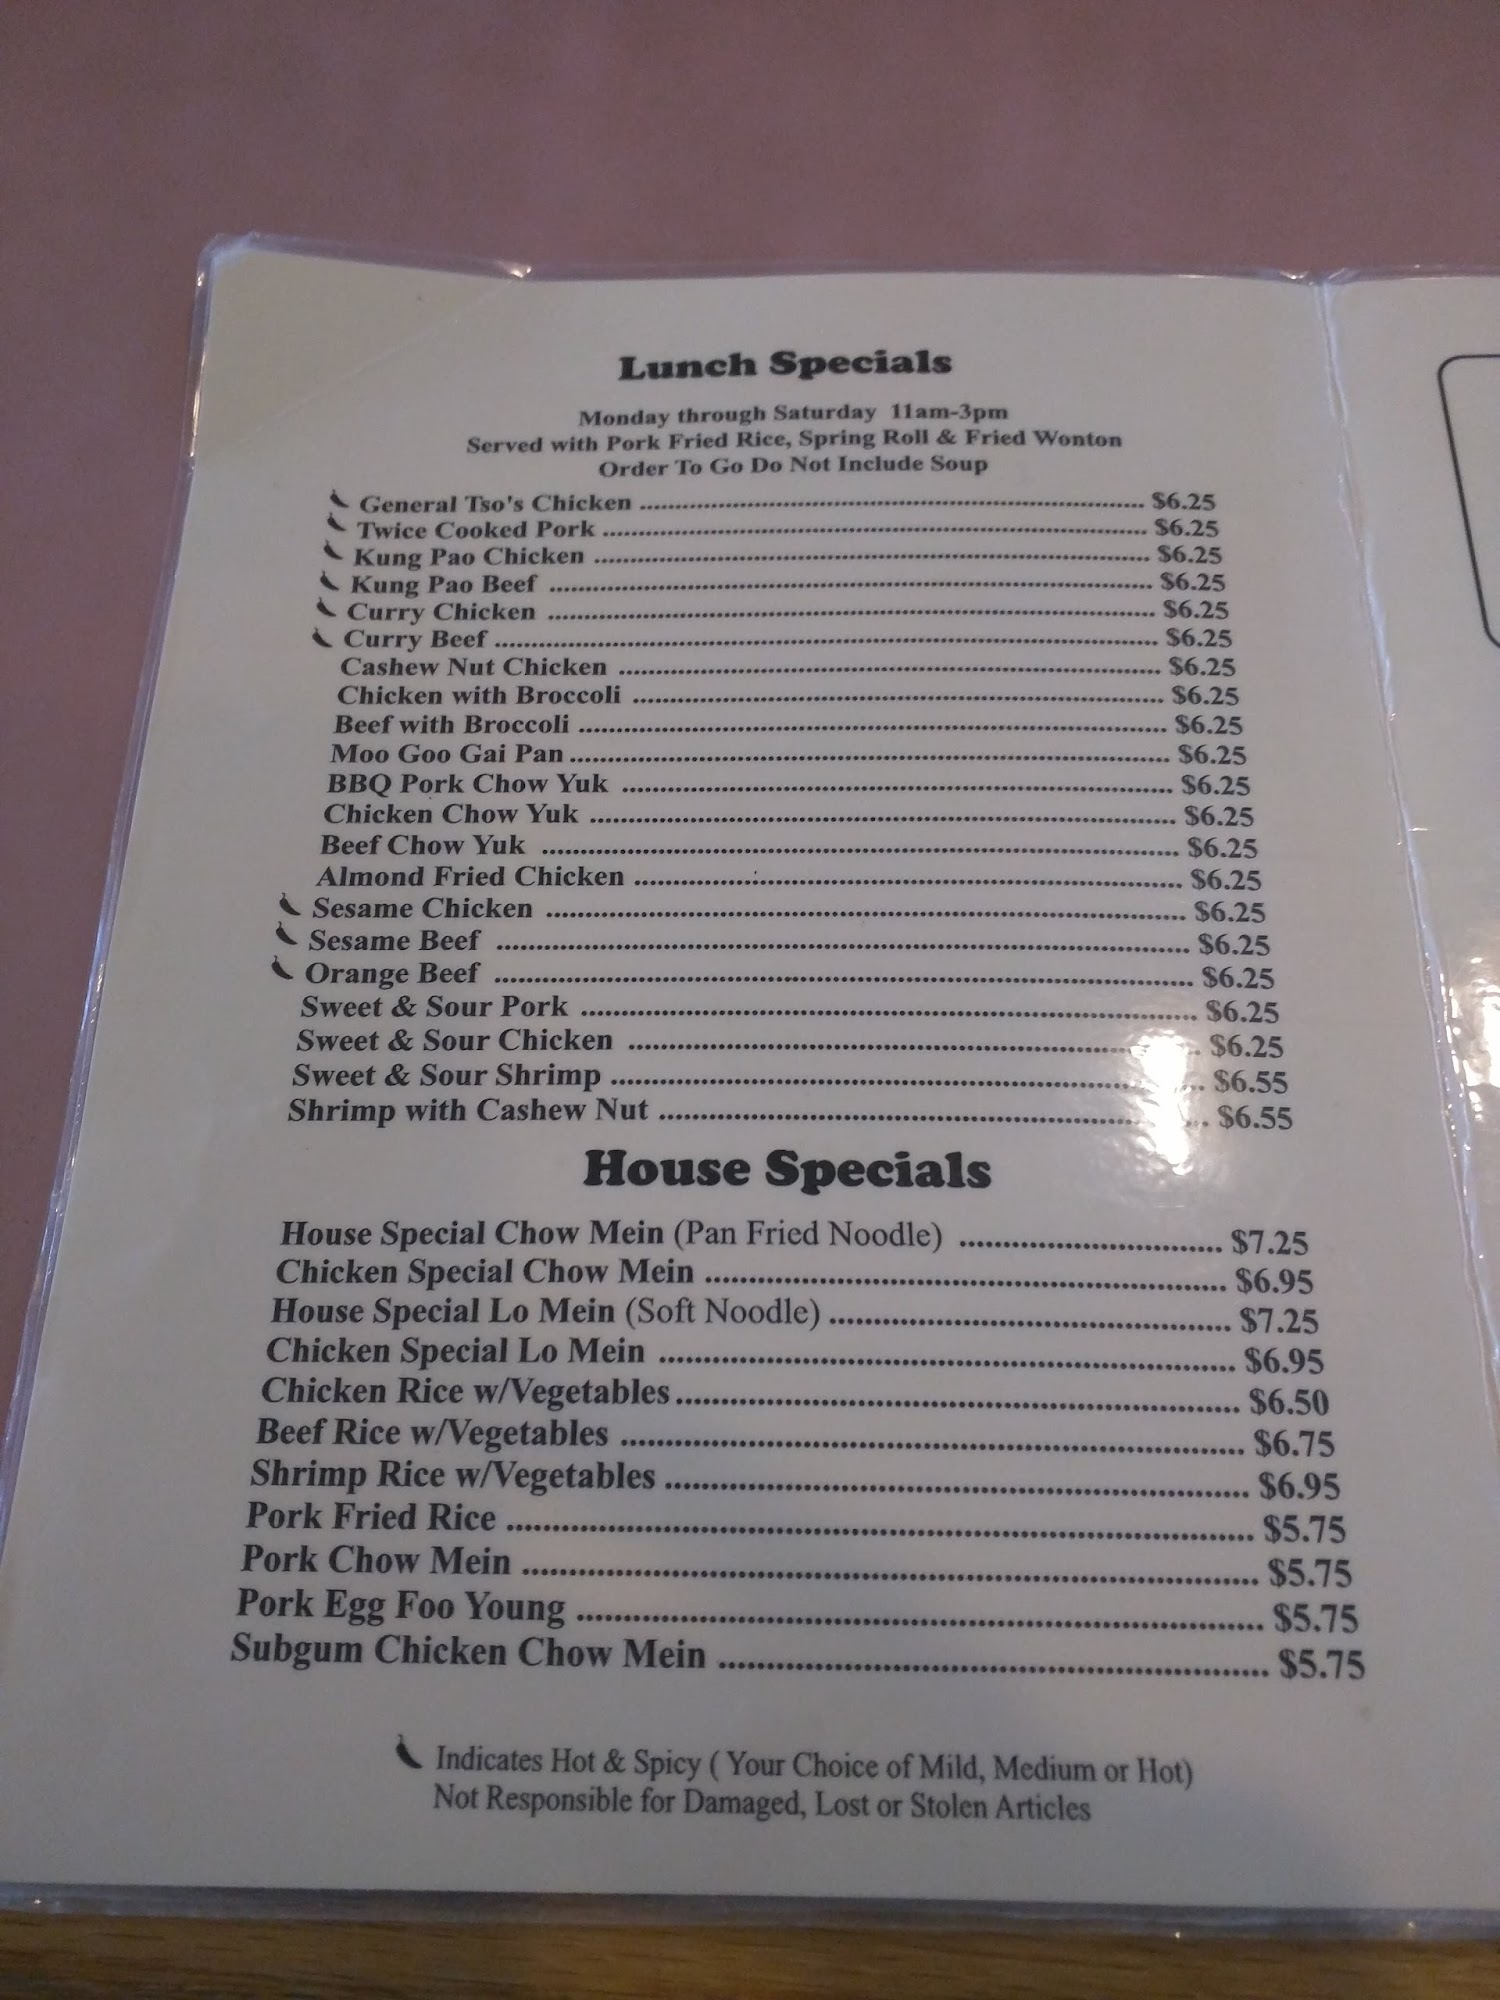 Lunch Specials
Monday through Saturday 11am-3pm
Served with Pork Fried Rice, Spring Roll & Fried Wonton
Order To Go Do Not Include Soup
General Tso's Chicken ........ $6.25
Twice Cooked Pork ........ $6.25
Kung Pao Chicken ........ $6.25
Kung Pao Beef ........ $6.25
Curry Chicken ........ $6.25
Curry Beef ........ $6.25
Cashew Nut Chicken ........ $6.25
Chicken with Broccoli ........ $6.25
Beef with Broccoli ........ $6.25
Moo Goo Gai Pan ........ $6.25
BBQ Pork Chow Yuk ........ $6.25
Chicken Chow Yuk ........ $6.25
Beef Chow Yuk ........ $6.25
Almond Fried Chicken ........ $6.25
Sesame Chicken ........ $6.25
Sesame Beef ........ $6.25
Orange Beef ........ $6.25
Sweet & Sour Pork ........ $6.25
Sweet & Sour Chicken ........ $6.25
Sweet & Sour Shrimp ........ $6.55
Shrimp with Cashew Nut ........ $6.55
House Specials
House Special Chow Mein (Pan Fried Noodle) ........ $7.25
Chicken Special Chow Mein ........ $6.95
House Special Lo Mein (Soft Noodle) ........ $7.25
Chicken Special Lo Mein ........ $6.95
Chicken Rice w/Vegetables ........ $6.50
Beef Rice w/Vegetables ........ $6.75
Shrimp Rice w/Vegetables ........ $6.95
Pork Fried Rice ........ $5.75
Pork Chow Mein ........ $5.75
Pork Egg Foo Young ........ $5.75
Subgum Chicken Chow Mein ........ $5.75
Indicates Hot & Spicy ( Your Choice of Mild, Medium or Hot)
Not Responsible for Damaged, Lost or Stolen Articles